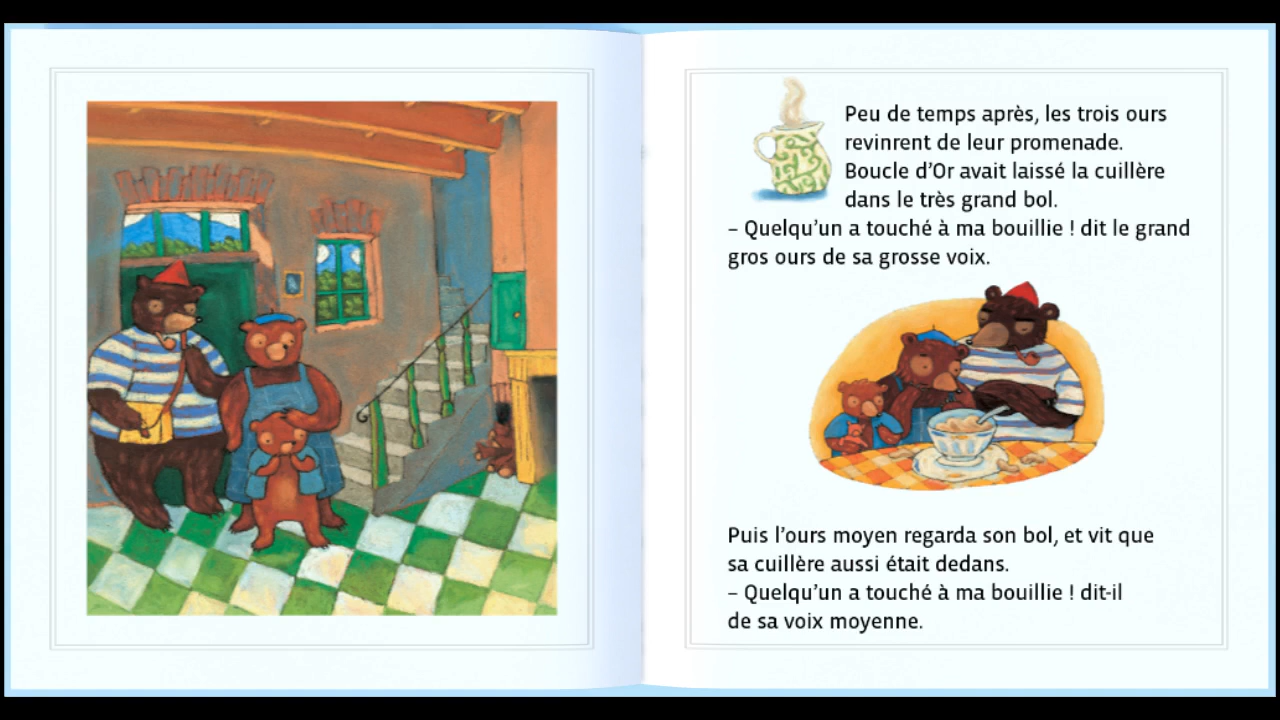 Peu de temps après, les trois ours
revinrent de leur promenade.
Boucle d’Or avait laissé la cuillère
dans le très grand bol.
– Quelqu’un a touché à ma bouillie ! dit le grand
gros ours de sa grosse voix.
Puis l’ours moyen regarda son bol, et vit que
sa cuillère aussi était dedans.
– Quelqu’un a touché à ma bouillie ! dit-il
de sa voix moyenne.